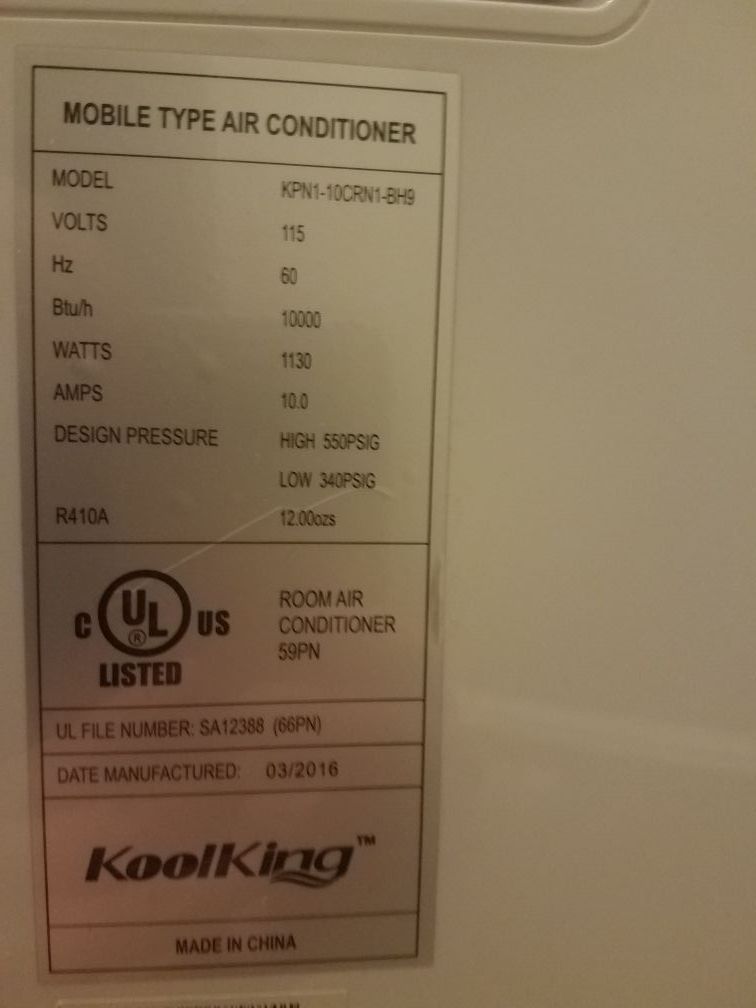 MOBILE TYPE AIR CONDITIONER
MODEL KPN1-10CRN1-BH9
VOLTS 115
Hz 60
Btu/h 10000
WATTS 1130
AMPS 10.0
DESIGN PRESSURE HIGH 550PSIG
LOW 340PSIG
R410A 12.00ozs
C UL® US
LISTED
ROOM AIR
CONDITIONER
59PN
UL FILE NUMBER: SA12388 (66PN)
DATE MANUFACTURED: 03/2016
KoolKing™
MADE IN CHINA